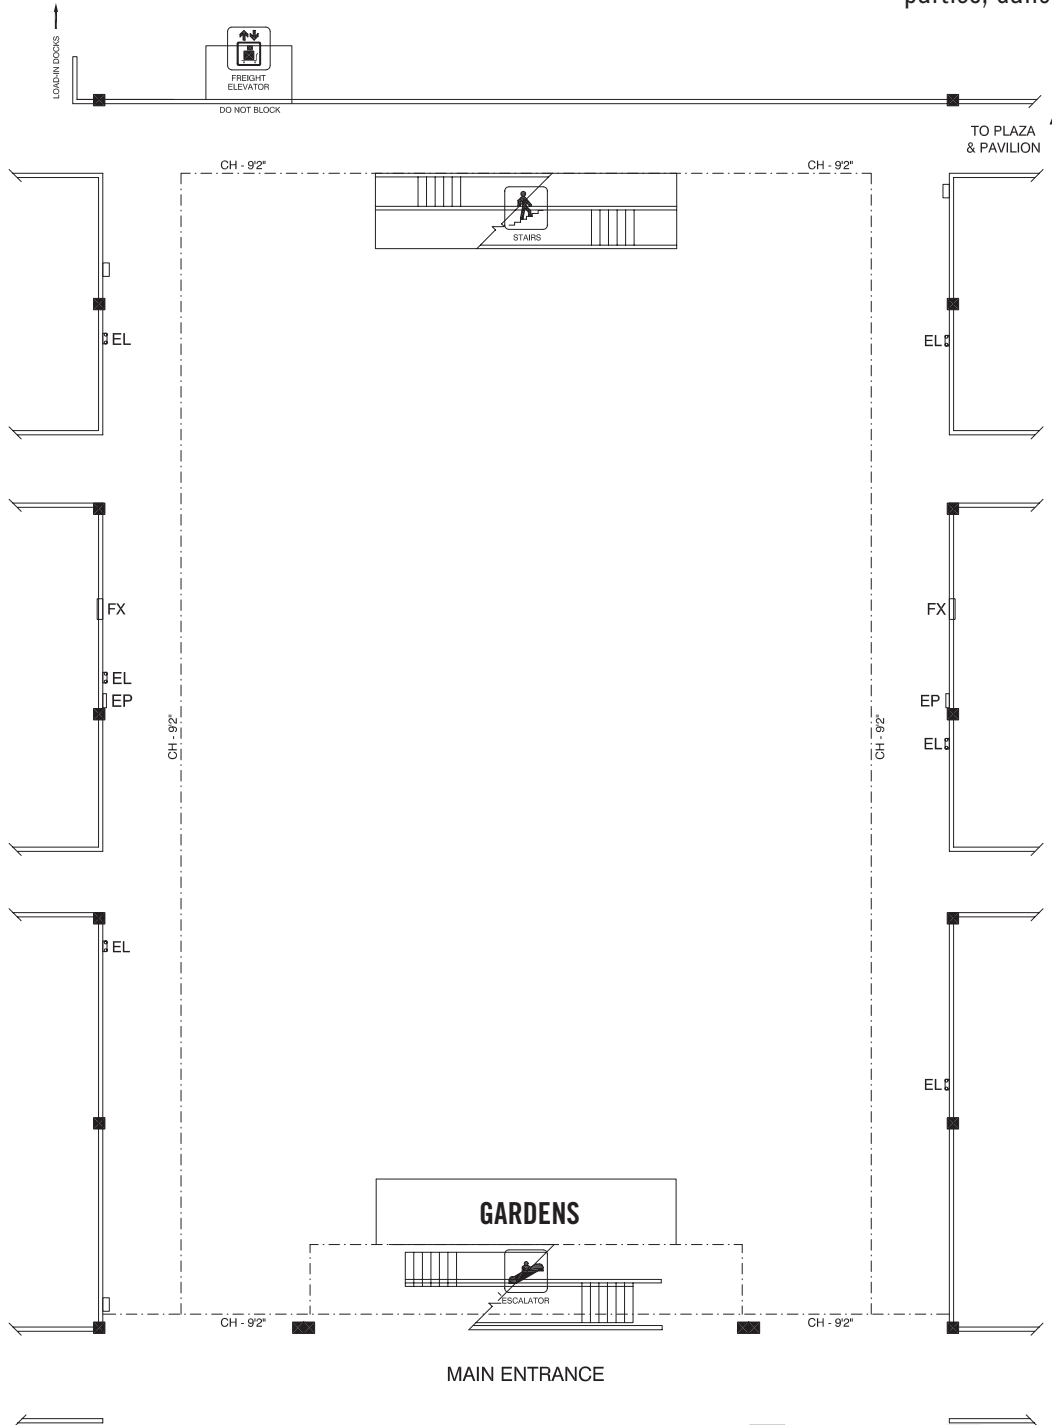 LOAD-IN DOCKS
FREIGHT
ELEVATOR
DO NOT BLOCK
TO PLAZA
& PAVILION
CH - 9'2"
CH - 9'2"
STAIRS
EL
EL
FX
FX
EL
EP
EP
CH - 9'2"
CH - 9'2"
EL
EL
EL
GARDENS
ESCALATOR
CH - 9'2"
CH - 9'2"
MAIN ENTRANCE